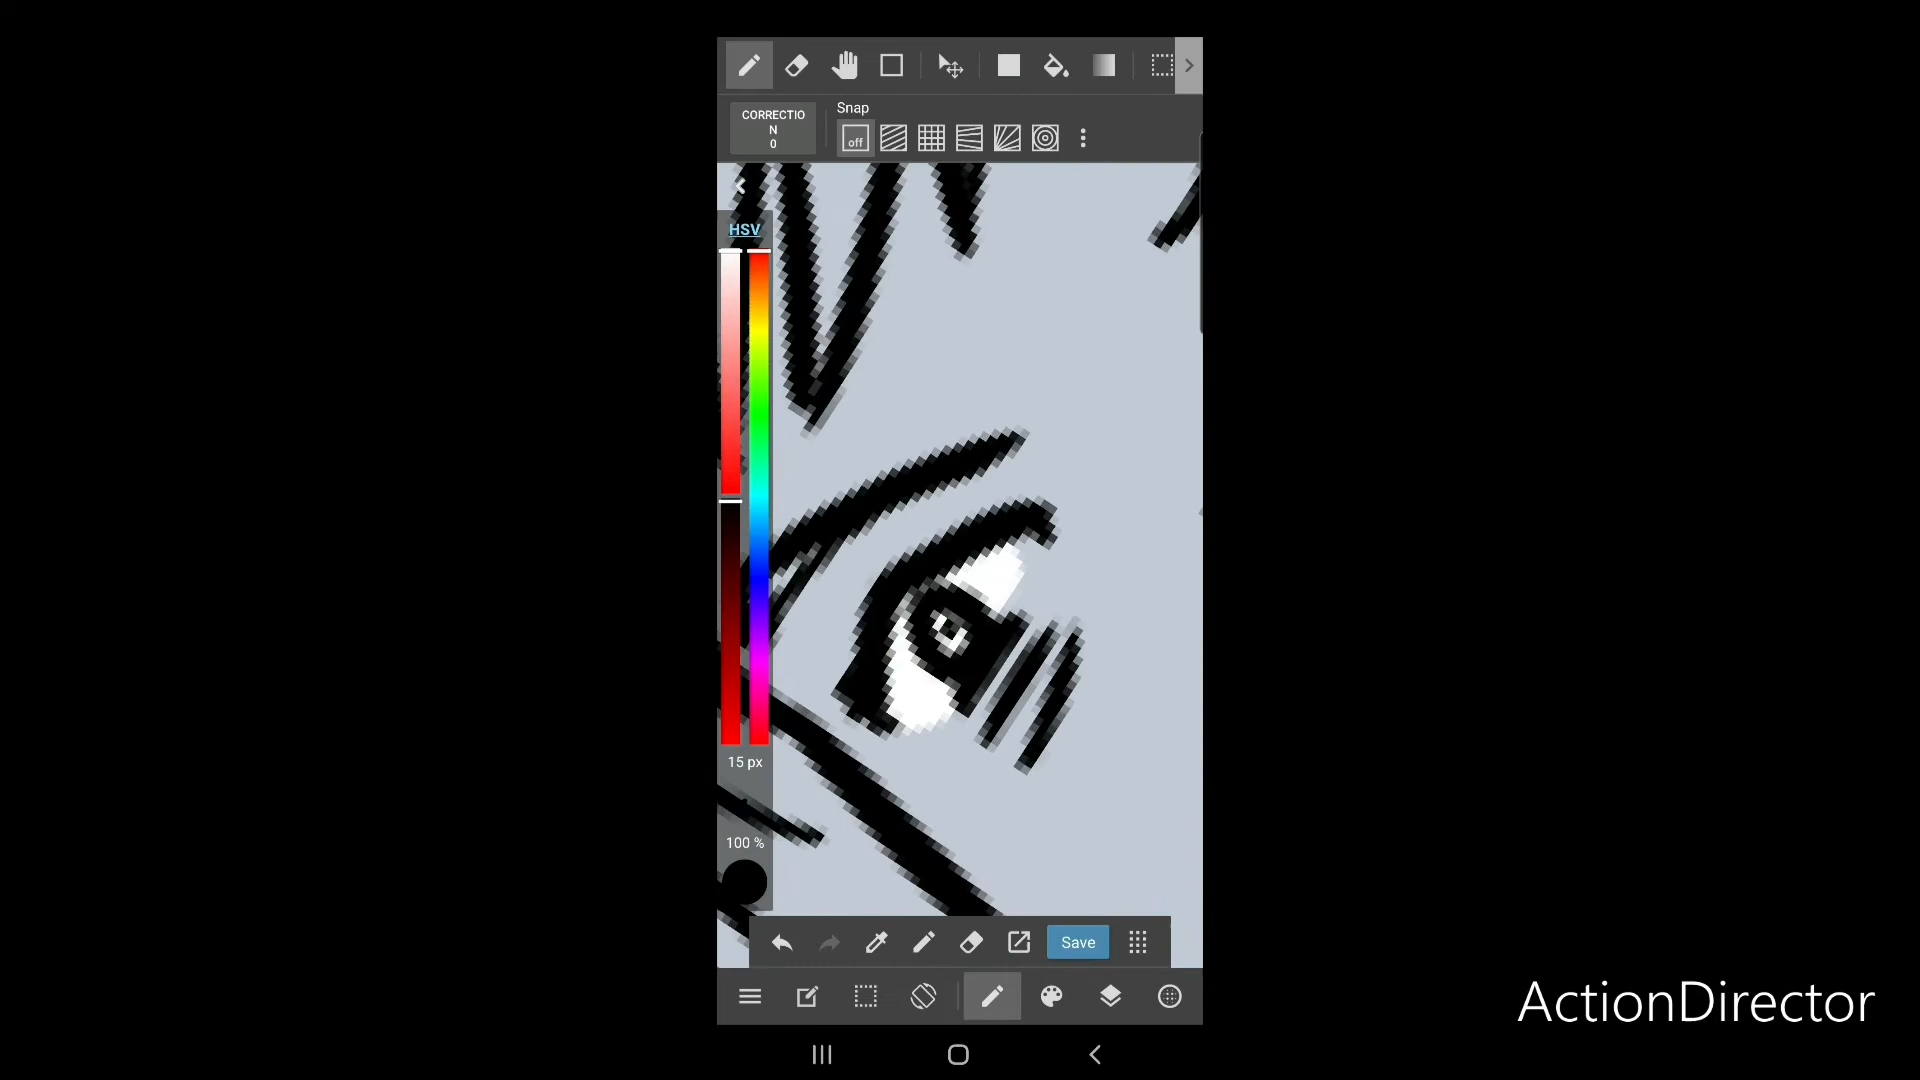 CORRECTIO
N
0
Snap
off
HSV
15 px
100 %
Save
ActionDirector